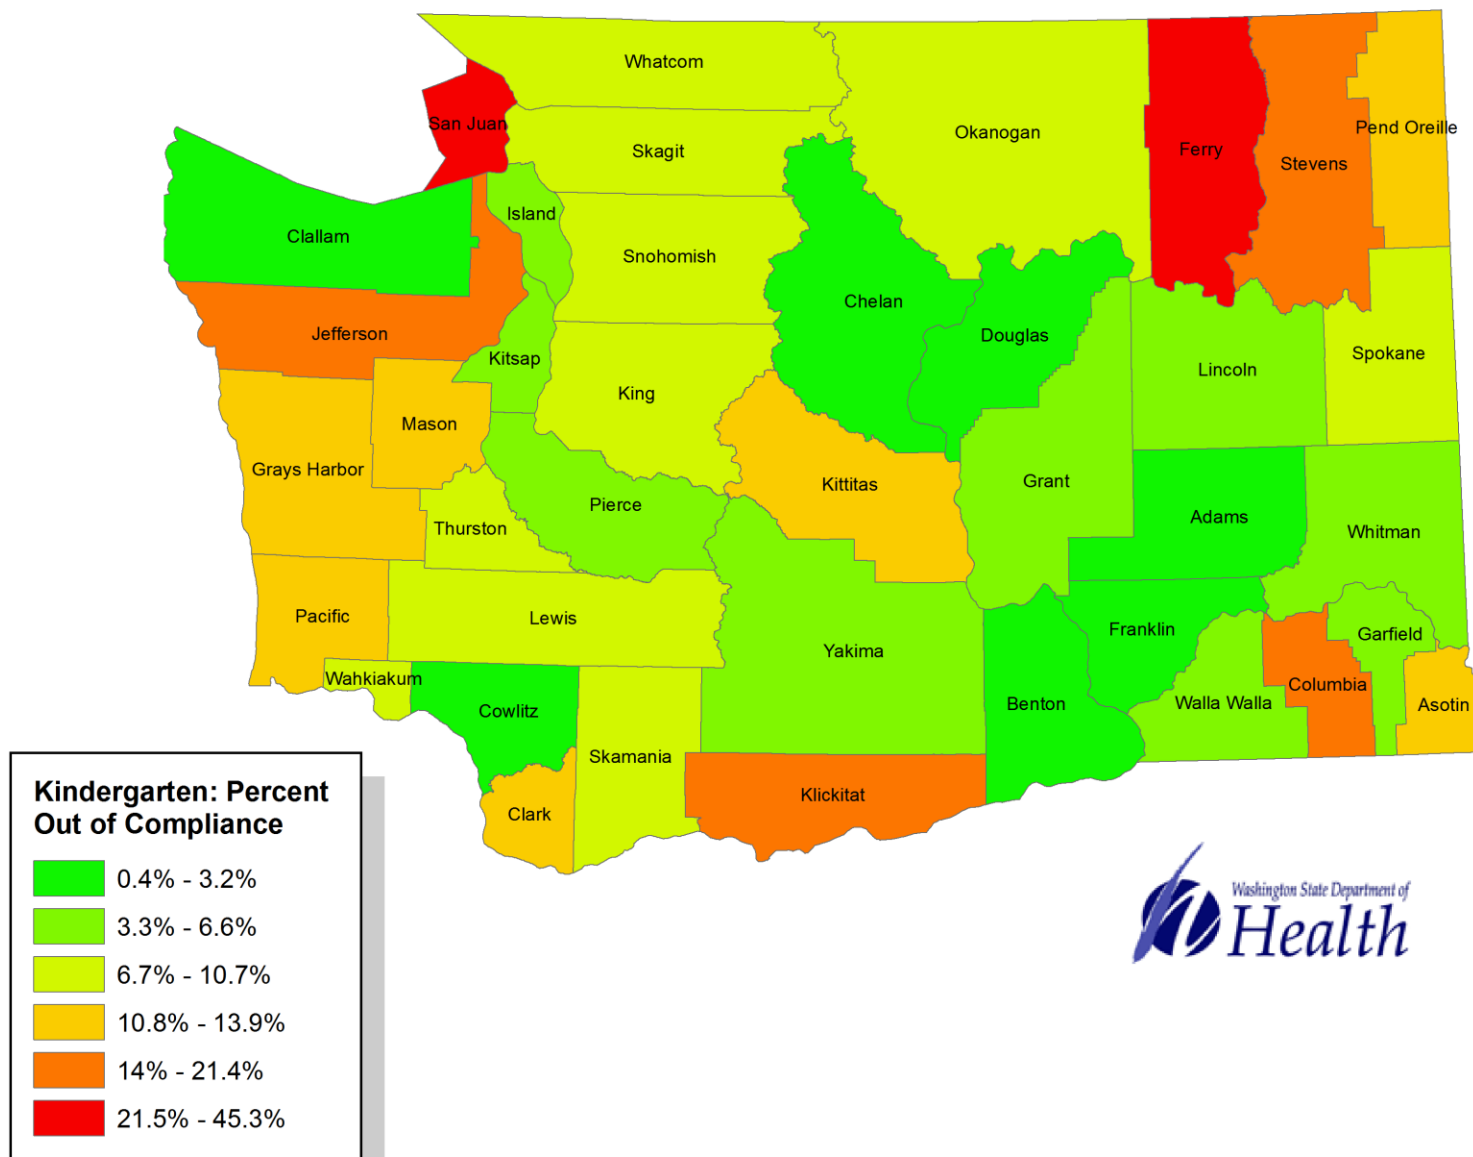 Whatcom
San Juan
Skagit
Okanogan
Ferry
Stevens
Pend Oreille
Island
Clallam
Snohomish
Chelan
Jefferson
Douglas
Kitsap
Lincoln
Spokane
King
Mason
Grays Harbor
Kittitas
Grant
Thurston
Pierce
Adams
Whitman
Pacific
Lewis
Yakima
Franklin
Garfield
Wahkiakum
Cowlitz
Benton
Walla Walla
Columbia
Asotin
Skamania
Klickitat
Clark
Kindergarten: Percent
Out of Compliance
0.4% - 3.2%
3.3% - 6.6%
6.7% - 10.7%
10.8% - 13.9%
14% - 21.4%
21.5% - 45.3%
Washington State Department of
Health